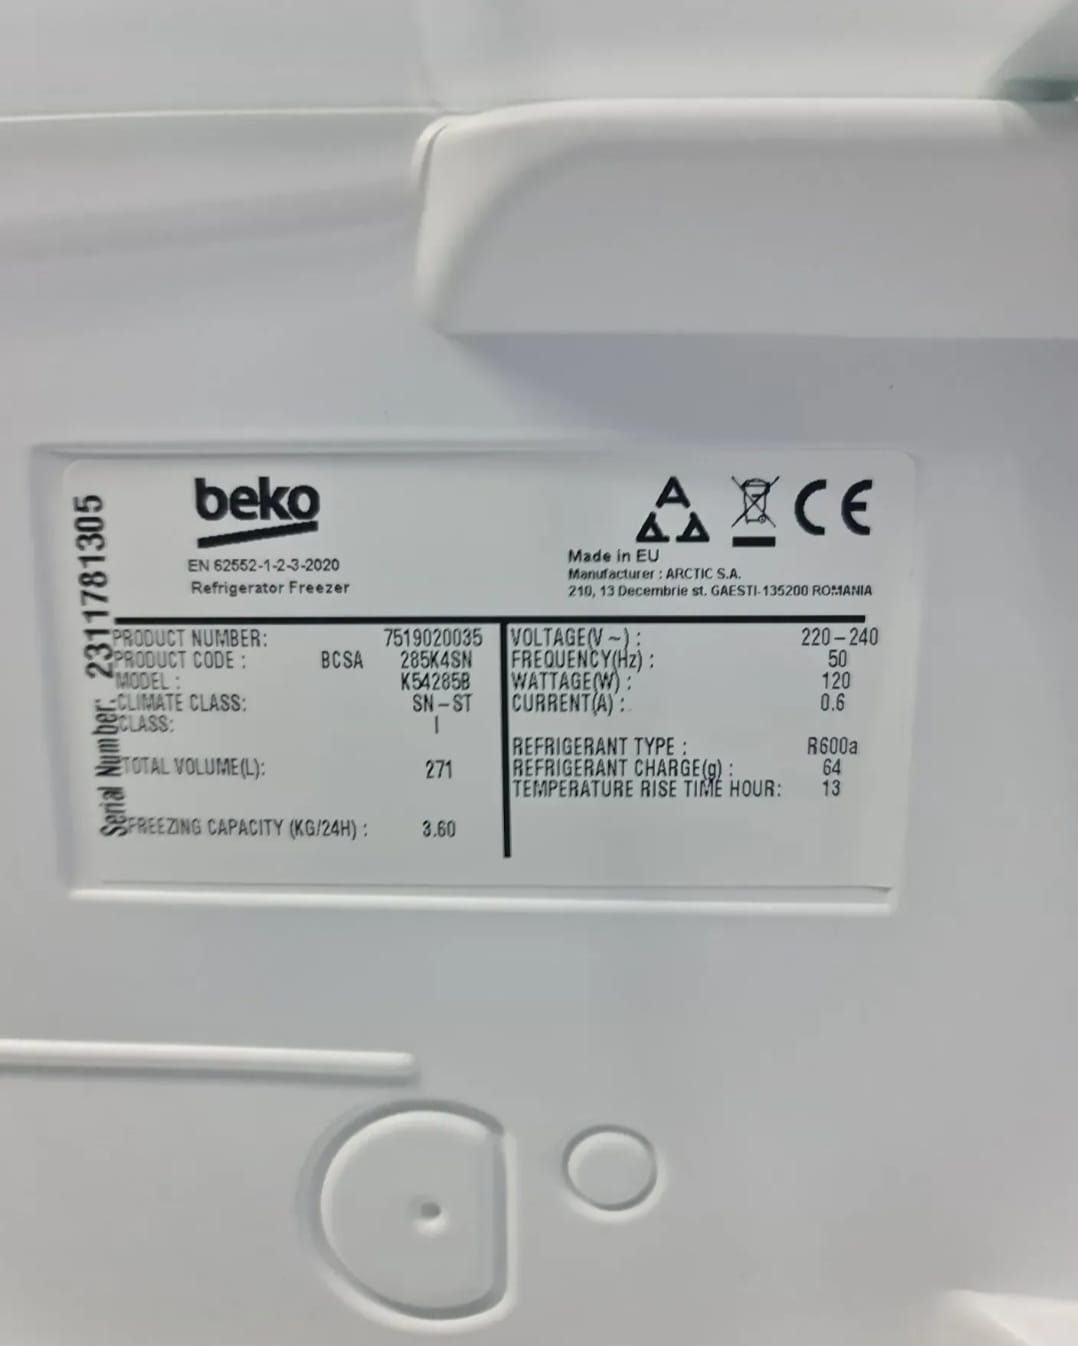 beko
EN 62552-1-2-3-2020
Refrigerator Freezer
Made in EU
Manufacturer : ARCTIC S.A.
210, 13 Decembrie st. GAESTI-135200 ROMANIA
Serial Number: 2311781305
PRODUCT NUMBER: 7519020035
PRODUCT CODE : BCSA 285K4SN
MODEL : K54285B
CLIMATE CLASS: SN-ST
CLASS: I
TOTAL VOLUME(L): 271
FREEZING CAPACITY (KG/24H) : 3.60
VOLTAGE(V ~) : 220-240
FREQUENCY(Hz) : 50
WATTAGE(W) : 120
CURRENT(A) : 0.6
REFRIGERANT TYPE : R600a
REFRIGERANT CHARGE(g) : 64
TEMPERATURE RISE TIME HOUR: 13